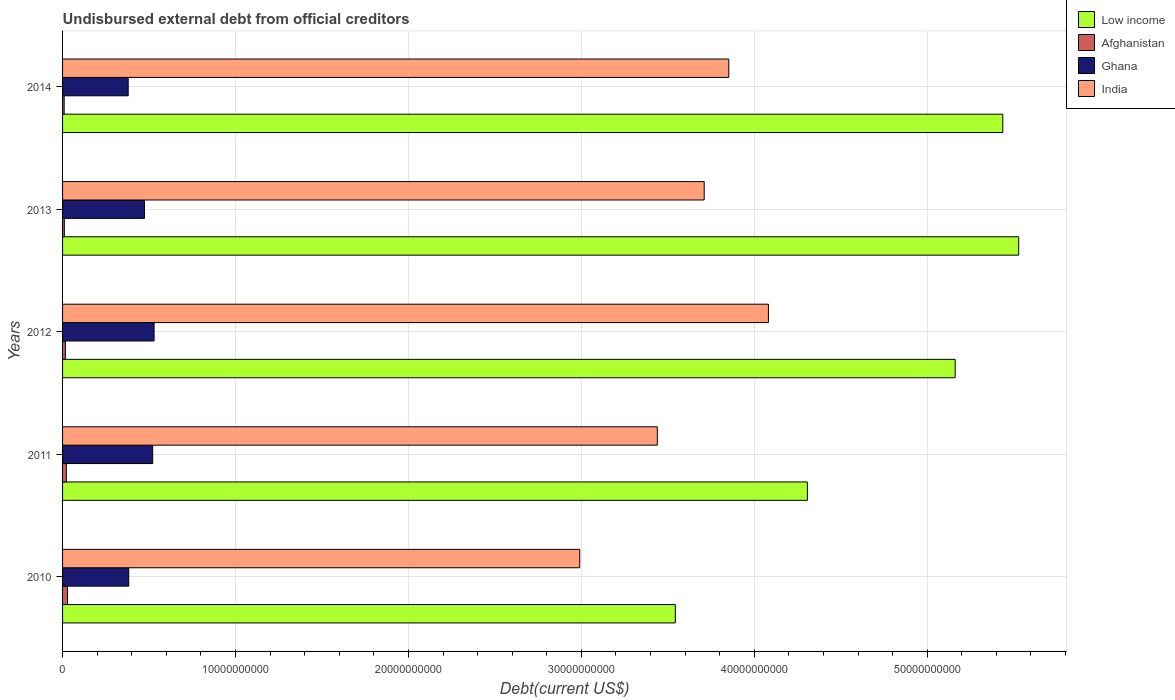 Undisbursed external debt from official creditors
Low income
Afghanistan
Ghana
India
2014
2013
2012
2011
2010
Years
0
10000000000
20000000000
30000000000
40000000000
50000000000
Debt(current US$)